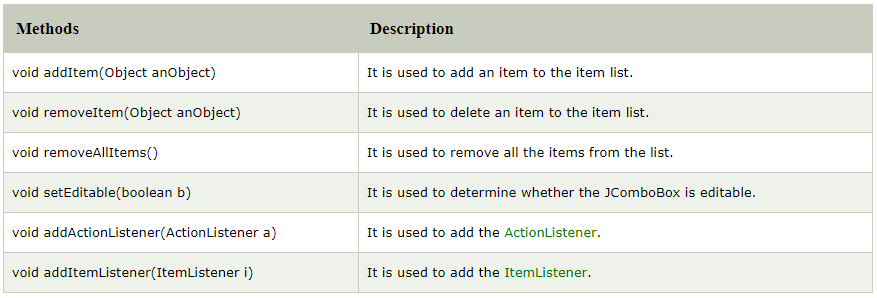 Methods Description
void addItem(Object anObject) It is used to add an item to the item list.
void removeItem(Object anObject) It is used to delete an item to the item list.
void removeAllItems() It is used to remove all the items from the list.
void setEditable(boolean b) It is used to determine whether the JComboBox is editable.
void addActionListener(ActionListener a) It is used to add the ActionListener.
void addItemListener(ItemListener i) It is used to add the ItemListener.